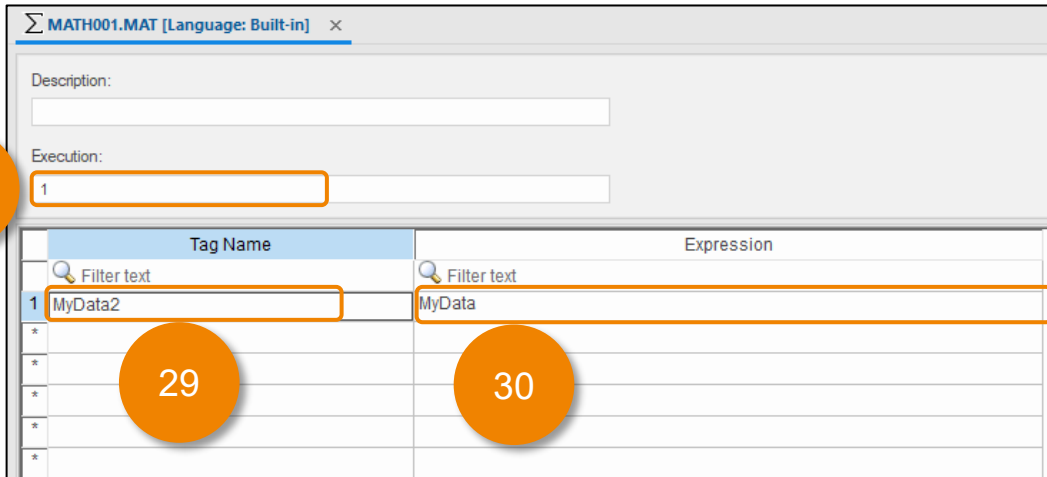 ∑ MATH001.MAT [Language: Built-in] ×
Description:
Execution:
1
Tag Name Expression
Filter text Filter text
1 MyData2 MyData
*
*
*
*
*
29 30